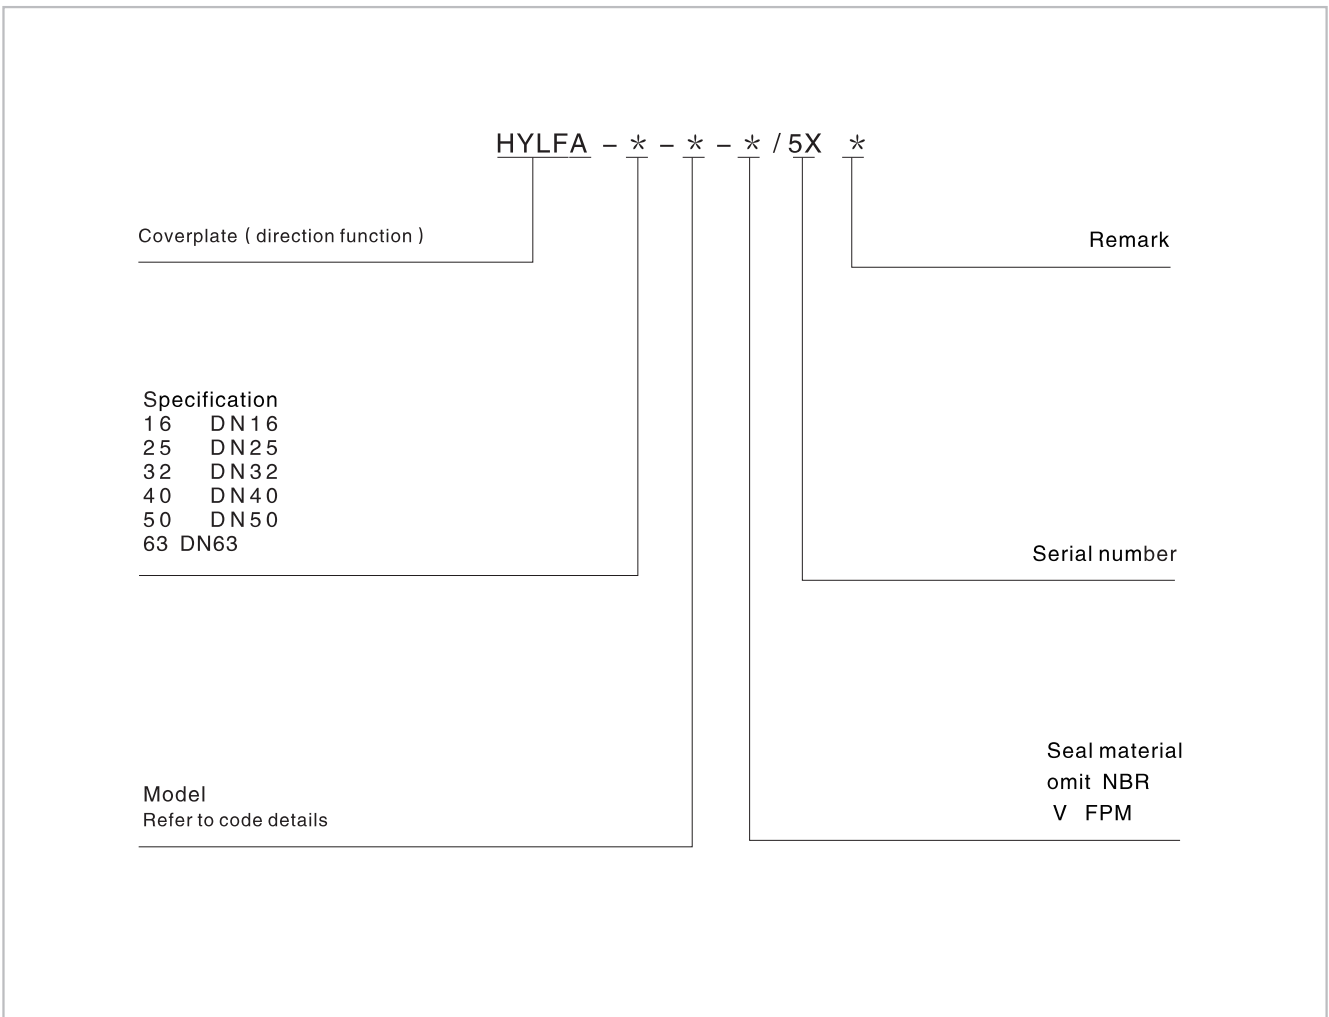 HYLFA - * - * - * / 5X *
Coverplate ( direction function )
Remark
Specification
16 DN16
25 DN25
32 DN32
40 DN40
50 DN50
63 DN63
Serial number
Model
Refer to code details
Seal material
omit NBR
V FPM